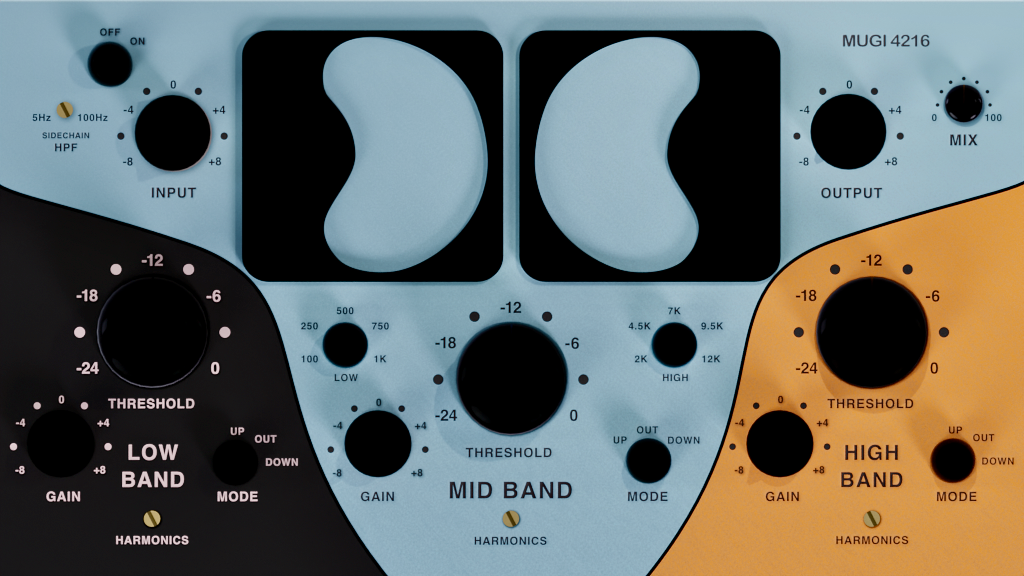 OFF
ON
5Hz 100Hz
SIDECHAIN
HPF
-4 0 +4
-8 +8
INPUT
MUGI 4216
-4 0 +4
-8 +8
OUTPUT
0 100
MIX
-12
-18 -6
-24 0
THRESHOLD
0
-4 +4
-8 +8
GAIN
LOW
BAND
UP
OUT
DOWN
MODE
HARMONICS
500
250 750
100 1K
LOW
-12
-18 -6
-24 0
THRESHOLD
7K
4.5K 9.5K
2K 12K
HIGH
0
-4 +4
-8 +8
GAIN
MID BAND
OUT
UP DOWN
MODE
HARMONICS
-12
-18 -6
-24 0
THRESHOLD
0
-4 +4
-8 +8
GAIN
HIGH
BAND
UP
OUT
DOWN
MODE
HARMONICS